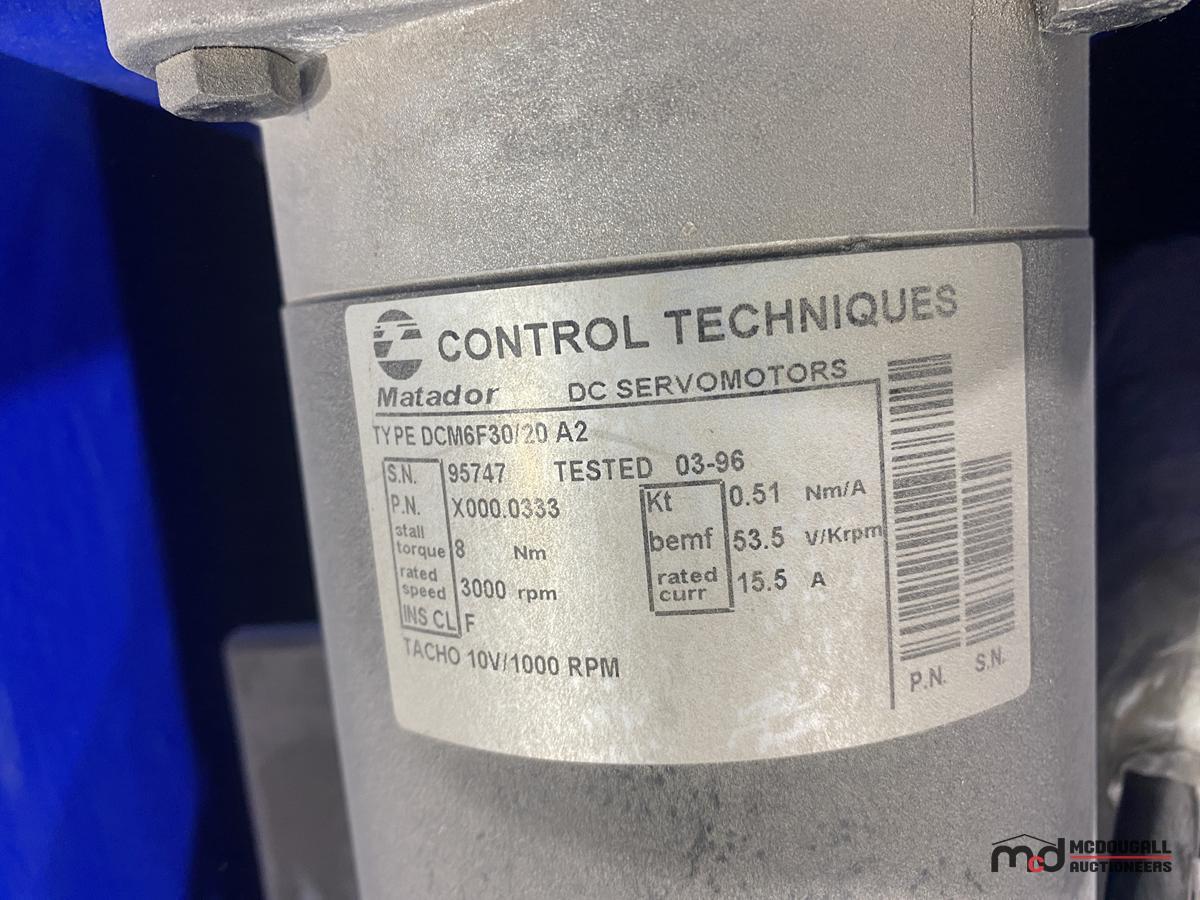 CONTROL TECHNIQUES
Matador DC SERVOMOTORS
TYPE DCM6F30/20 A2
S.N. 95747 TESTED 03-96
P.N. X000.0333 Kt 0.51 Nm/A
stall torque 8 Nm bemf 53.5 V/Krpm
rated speed 3000 rpm rated curr 15.5 A
INS CL F
TACHO 10V/1000 RPM
P.N. S.N.
mcd MCDOUGALL
AUCTIONEERS